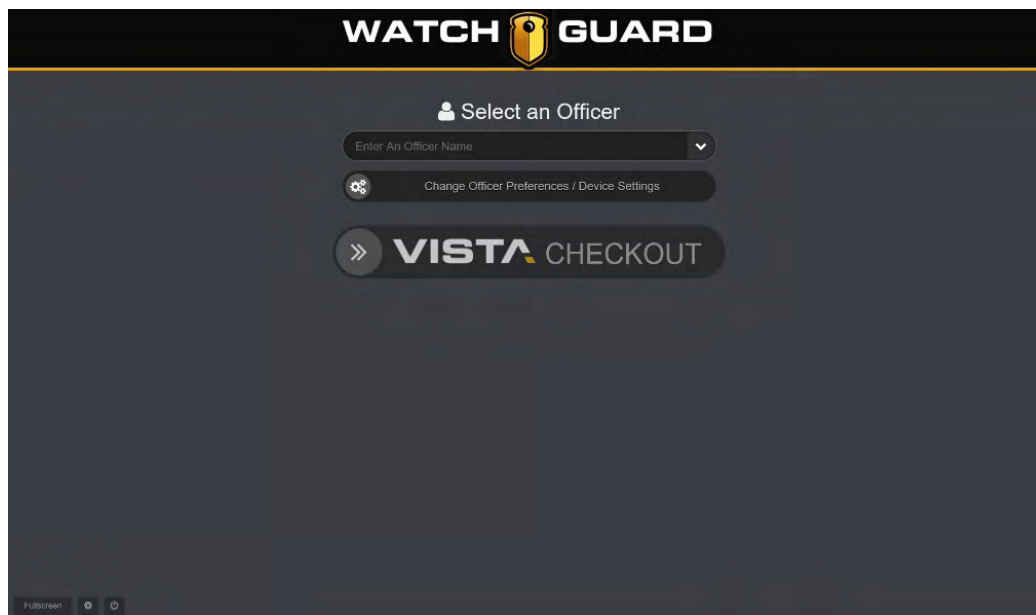 WATCH GUARD
Select an Officer
Enter An Officer Name
Change Officer Preferences / Device Settings
VISTA CHECKOUT
Fullscreen